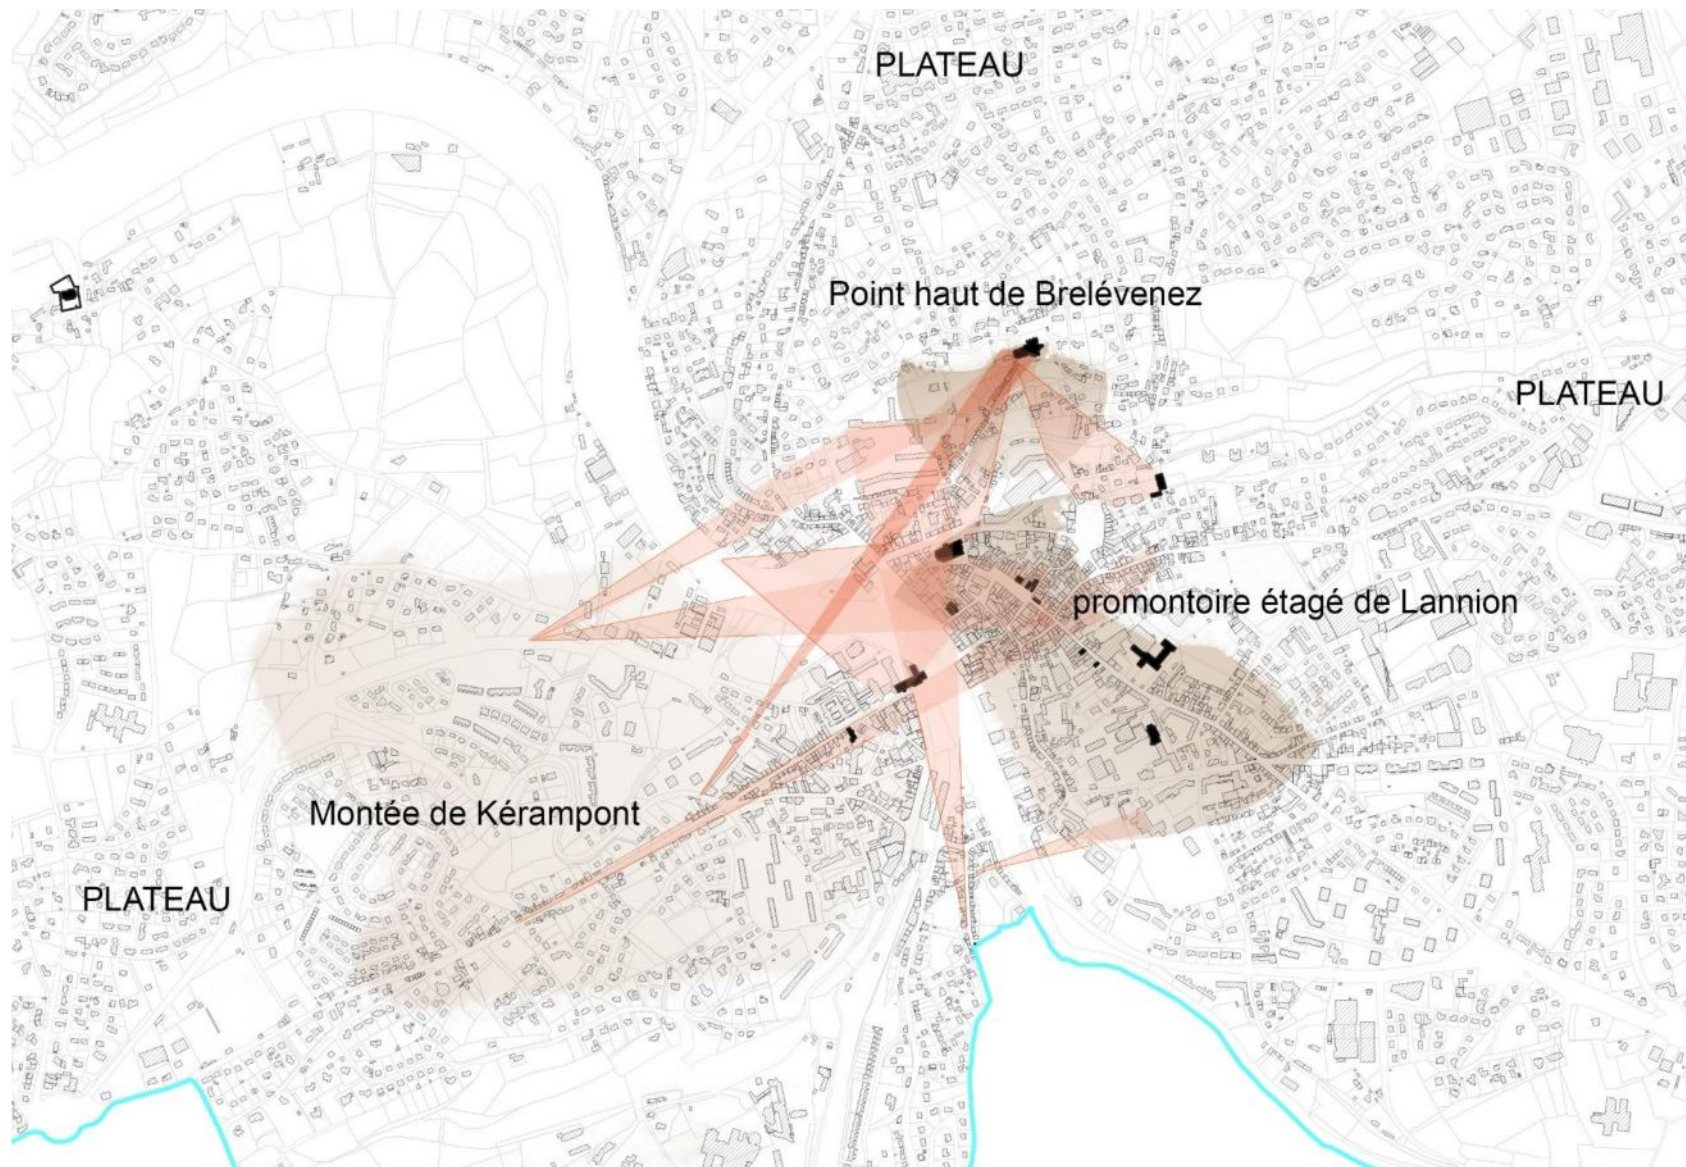 PLATEAU
Point haut de Brelévenez
PLATEAU
promontoire étagé de Lannion
Montée de Kérampont
PLATEAU